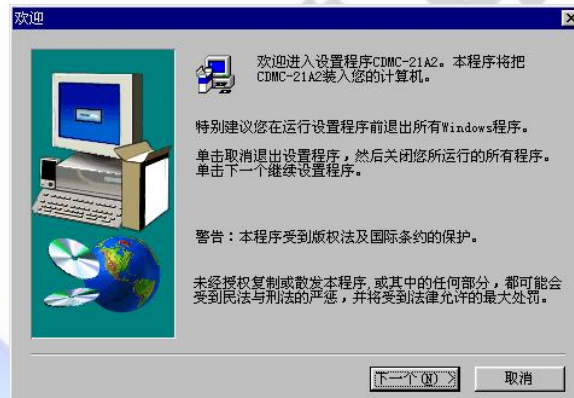 欢迎
欢迎进入设置程序CDMC-21A2。本程序将把
CDMC-21A2装入您的计算机。
特别建议您在运行设置程序前退出所有Windows程序。
单击取消退出设置程序，然后关闭您所运行的所有程序。
单击下一个继续设置程序。
警告：本程序受到版权法及国际条约的保护。
未经授权复制或散发本程序,或其中的任何部分，都可能会
受到民法与刑法的严惩，并将受到法律允许的最大处罚。
下一个(N) > 取消